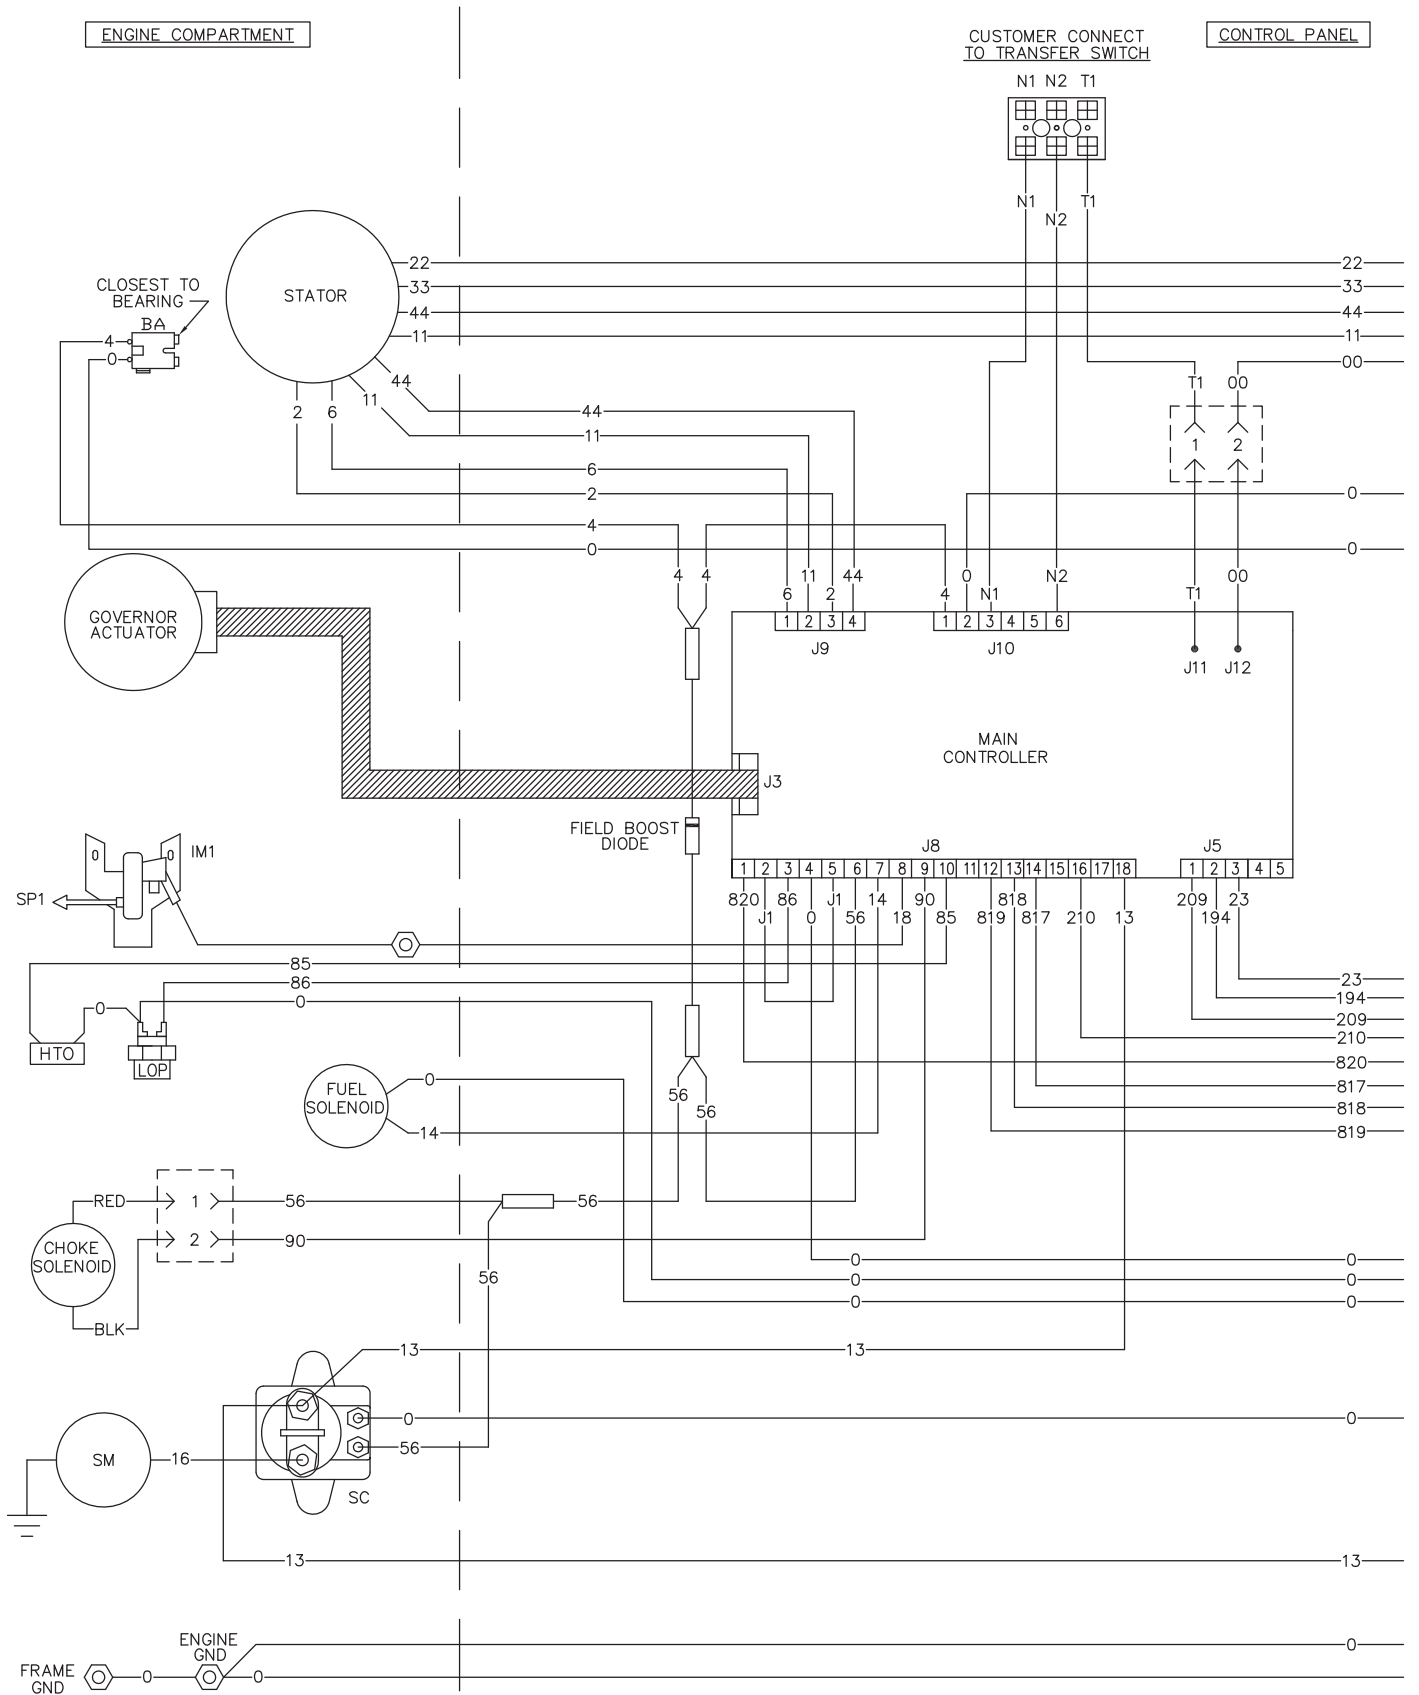 ENGINE COMPARTMENT
CUSTOMER CONNECT
TO TRANSFER SWITCH
CONTROL PANEL
N1 N2 T1
N1
T1
N2
22
22
33
33
44
44
11
11
00
STATOR
CLOSEST TO
BEARING
BA
4
0
44
11
2 6
44
11
6
2
0
4
0
0
T1 00
1 2
4 4
6 11 2 44
4 0 N1 N2
T1 00
1 2 3 4
J9
1 2 3 4 5 6
J10
J11 J12
GOVERNOR
ACTUATOR
MAIN
CONTROLLER
J3
FIELD BOOST
DIODE
J8
J5
1 2 3 4 5 6 7 8 9 10 11 12 13 14 15 16 17 18
1 2 3 4 5
820 J1 86 0 J1 56 14 18 90 85 819 818 817 210 13
209 194 23
IM1
SP1
85
86
0
0
HTO
LOP
23
194
209
210
820
817
818
819
FUEL
SOLENOID
0
14
56
56
RED
1
56
56
2
90
BLK
CHOKE
SOLENOID
56
0
0
0
0
0
0
13
13
0
0
56
SM
16
SC
13
13
ENGINE
GND
0
FRAME
GND
0
0